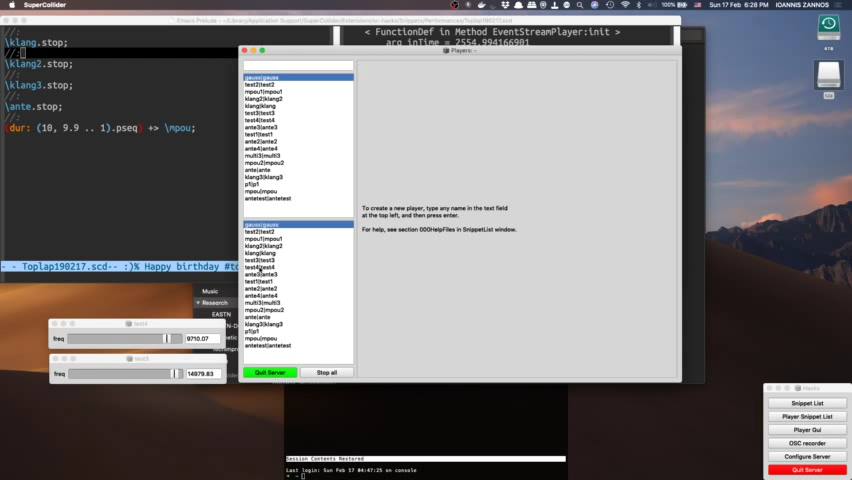 SuperCollider
100%
Sun 17 Feb 6:28 PM IOANNIS ZANNOS
//:
\klang.stop;
//:
\klang2.stop;
//:
\klang3.stop;
//:
\ante.stop;
//:
(dur: (10, 9.9 .. 1).pseq) +> \mpou;
- - Toplap190217.scd-- :)% Happy birthday #to
< FunctionDef in Method EventStreamPlayer:init >
arg inTime = 2554.994166901
Players: -
gauss|gauss
test2|test2
mpou1|mpou1
klang2|klang2
klang|klang
test3|test3
test4|test4
ante3|ante3
test1|test1
ante2|ante2
ante4|ante4
multi3|multi3
mpou2|mpou2
ante|ante
klang3|klang3
p1|p1
mpou|mpou
antetest|antetest
gauss|gauss
test2|test2
mpou1|mpou1
klang2|klang2
klang|klang
test3|test3
test4|test4
ante3|ante3
test1|test1
ante2|ante2
ante4|ante4
multi3|multi3
mpou2|mpou2
ante|ante
klang3|klang3
p1|p1
mpou|mpou
antetest|antetest
Quit Server
Stop all
To create a new player, type any name in the text field
at the top left, and then press enter.
For help, see section 000HelpFiles in SnippetList window.
Music
Research
EASTN
test4
freq
9710.07
test3
freq
14979.83
Session Contents Restored
Last login: Sun Feb 17 04:47:25 on console
Hacks
Snippet List
Player Snippet List
Player Gui
OSC recorder
Configure Server
Quit Server